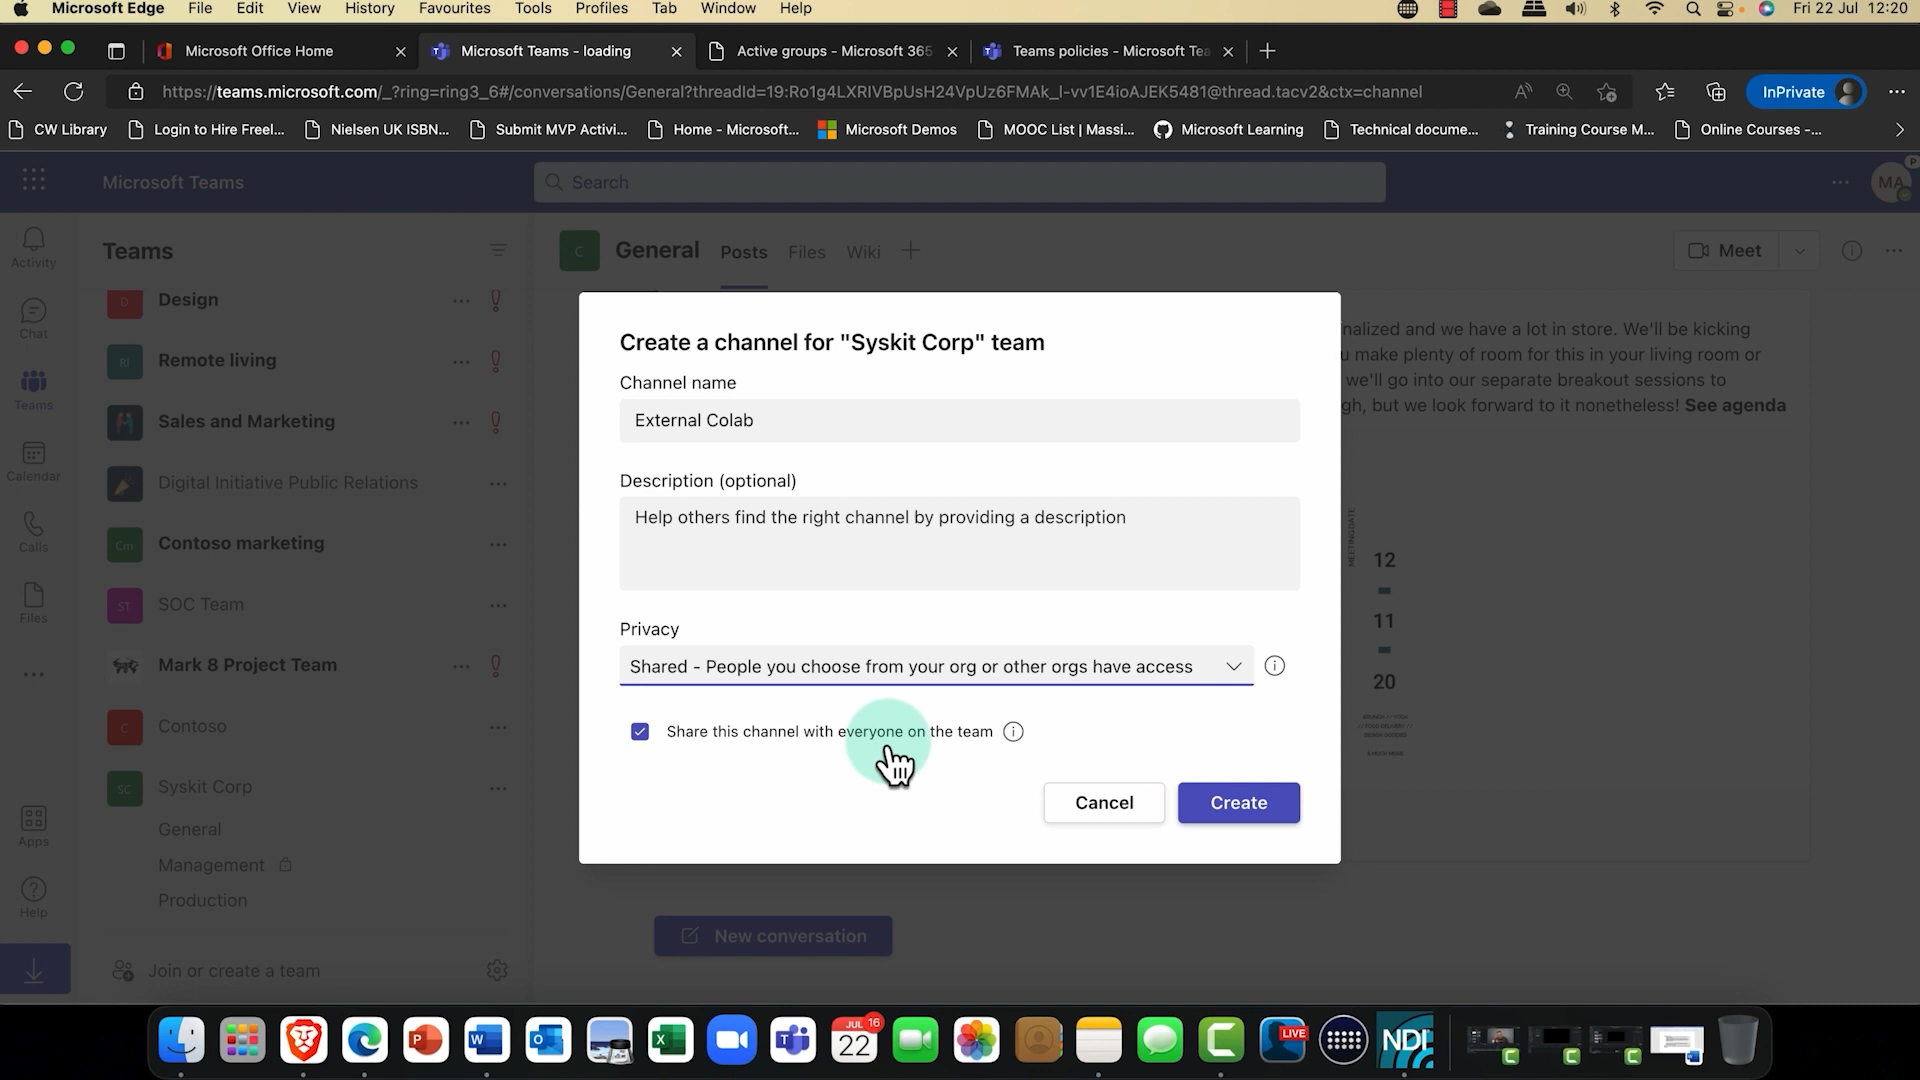 Microsoft Edge File Edit View History Favourites Tools Profiles Tab Window Help Fri 22 Jul 12:20
Microsoft Office Home Microsoft Teams - loading Active groups - Microsoft 365 Teams policies - Microsoft Tea
https://teams.microsoft.com/_?ring=ring3_6#/conversations/General?threadId=19:Ro1g4LXRIVBpUsH24VpUz6FMAk_I-vv1E4ioAJEK5481@thread.tacv2&ctx=channel InPrivate
CW Library Login to Hire Freel... Nielsen UK ISBN... Submit MVP Activi... Home - Microsoft... Microsoft Demos MOOC List | Massi... Microsoft Learning Technical docume... Training Course M... Online Courses -...
Microsoft Teams Search MA P
Activity
Chat
Teams
Calendar
Calls
Files
Apps
Help
Teams
D Design
Rl Remote living
Sales and Marketing
Digital Initiative Public Relations
Cm Contoso marketing
ST SOC Team
Mark 8 Project Team
C Contoso
SC Syskit Corp
General
Management
Production
Join or create a team
C General Posts Files Wiki Meet
nalized and we have a lot in store. We'll be kicking
u make plenty of room for this in your living room or
we'll go into our separate breakout sessions to
gh, but we look forward to it nonetheless! See agenda
MEETINGDATE
12
11
20
Create a channel for "Syskit Corp" team
Channel name
External Colab
Description (optional)
Help others find the right channel by providing a description
Privacy
Shared - People you choose from your org or other orgs have access
Share this channel with everyone on the team
Cancel Create
New conversation
JUL 16
22
LIVE
NDI